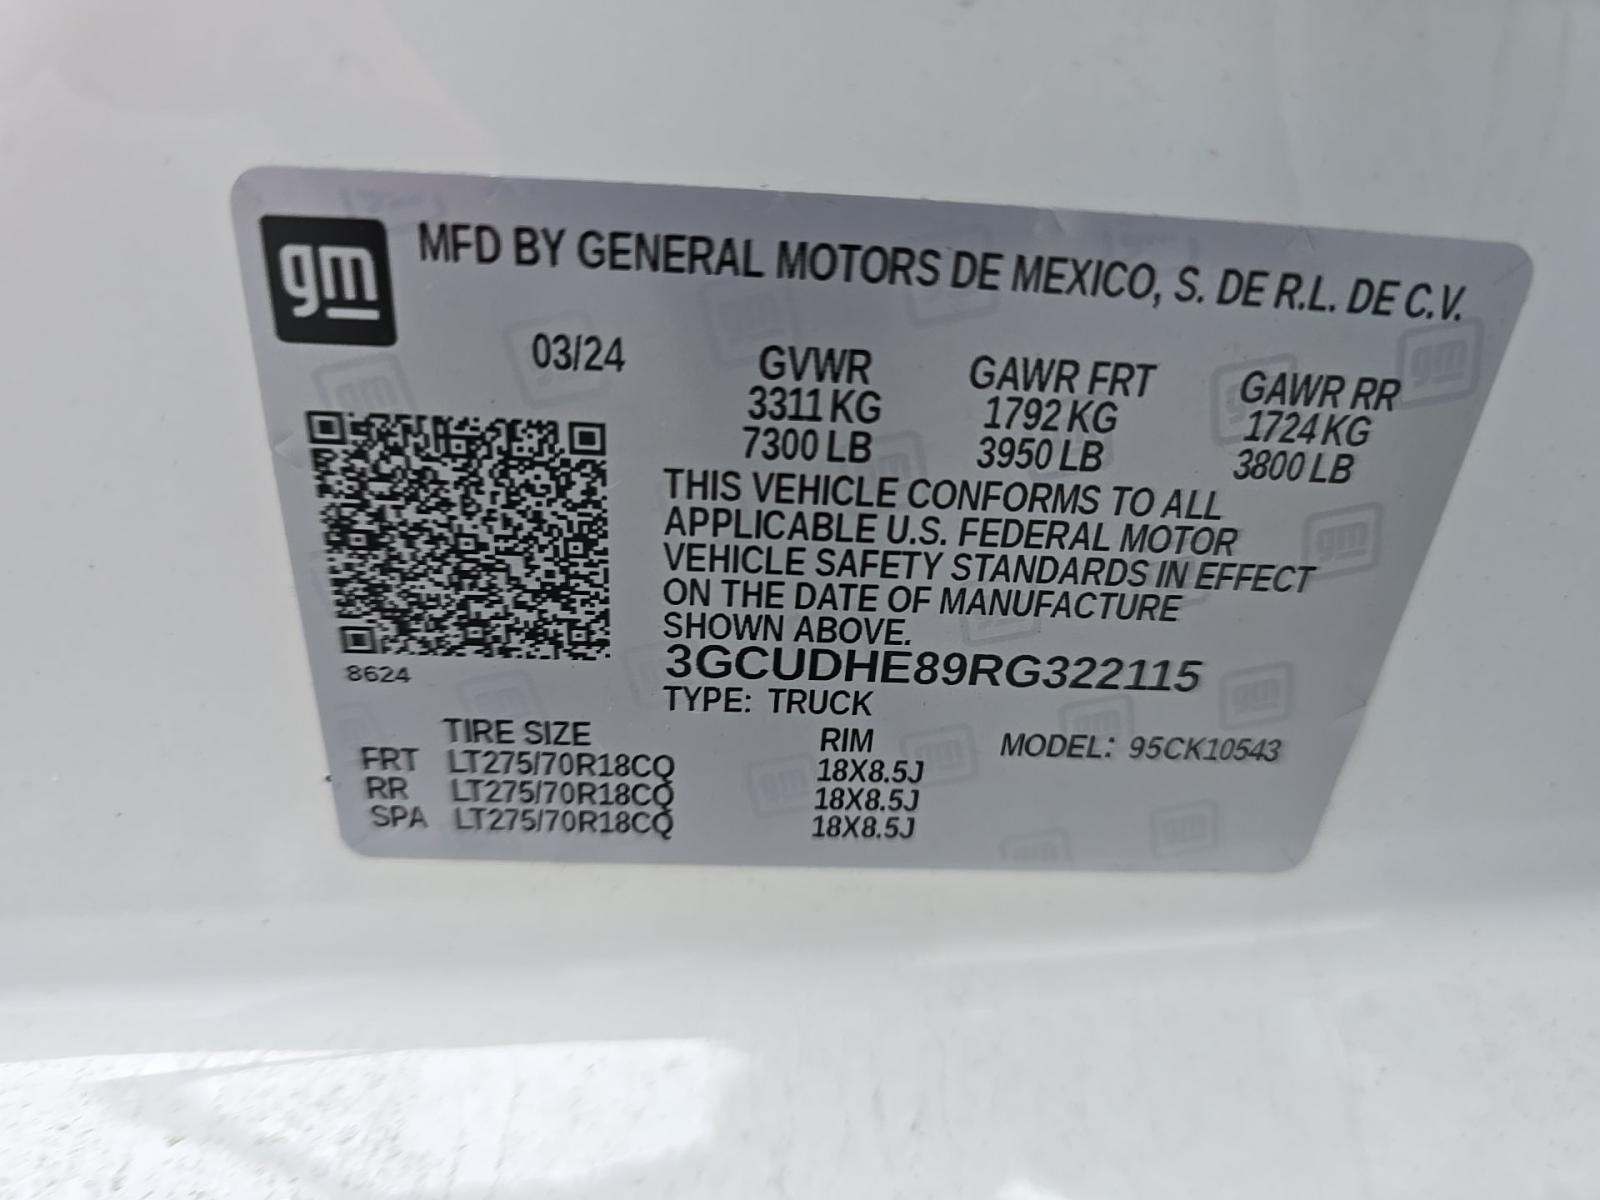 gm
MFD BY GENERAL MOTORS DE MEXICO, S. DE R.L. DE C.V.
03/24 GVWR GAWR FRT GAWR RR
3311 KG 1792 KG 1724 KG
7300 LB 3950 LB 3800 LB
THIS VEHICLE CONFORMS TO ALL
APPLICABLE U.S. FEDERAL MOTOR
VEHICLE SAFETY STANDARDS IN EFFECT
ON THE DATE OF MANUFACTURE
SHOWN ABOVE.
8624
3GCUDHE89RG322115
TYPE: TRUCK
TIRE SIZE RIM MODEL: 95CK10543
FRT LT275/70R18CQ 18X8.5J
RR LT275/70R18CQ 18X8.5J
SPA LT275/70R18CQ 18X8.5J